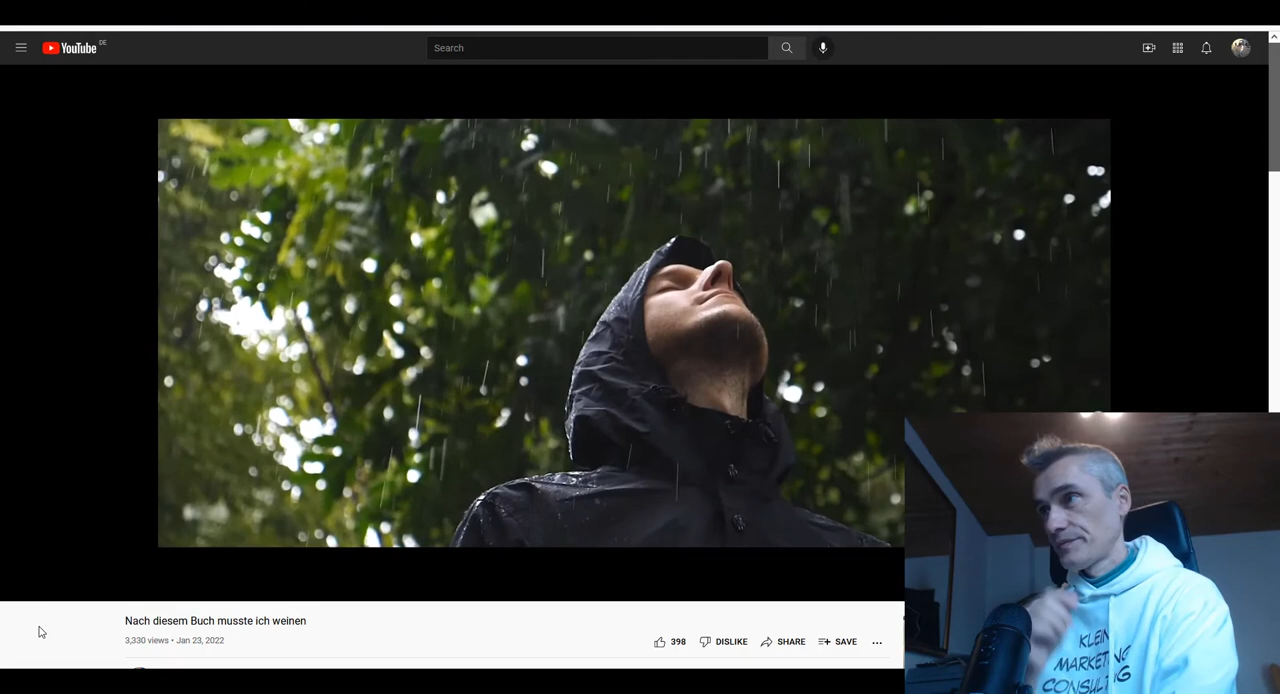 YouTube DE
Search
Nach diesem Buch musste ich weinen
3,330 views • Jan 23, 2022
398 DISLIKE SHARE SAVE
KLEIN
MARKETING
CONSULTING